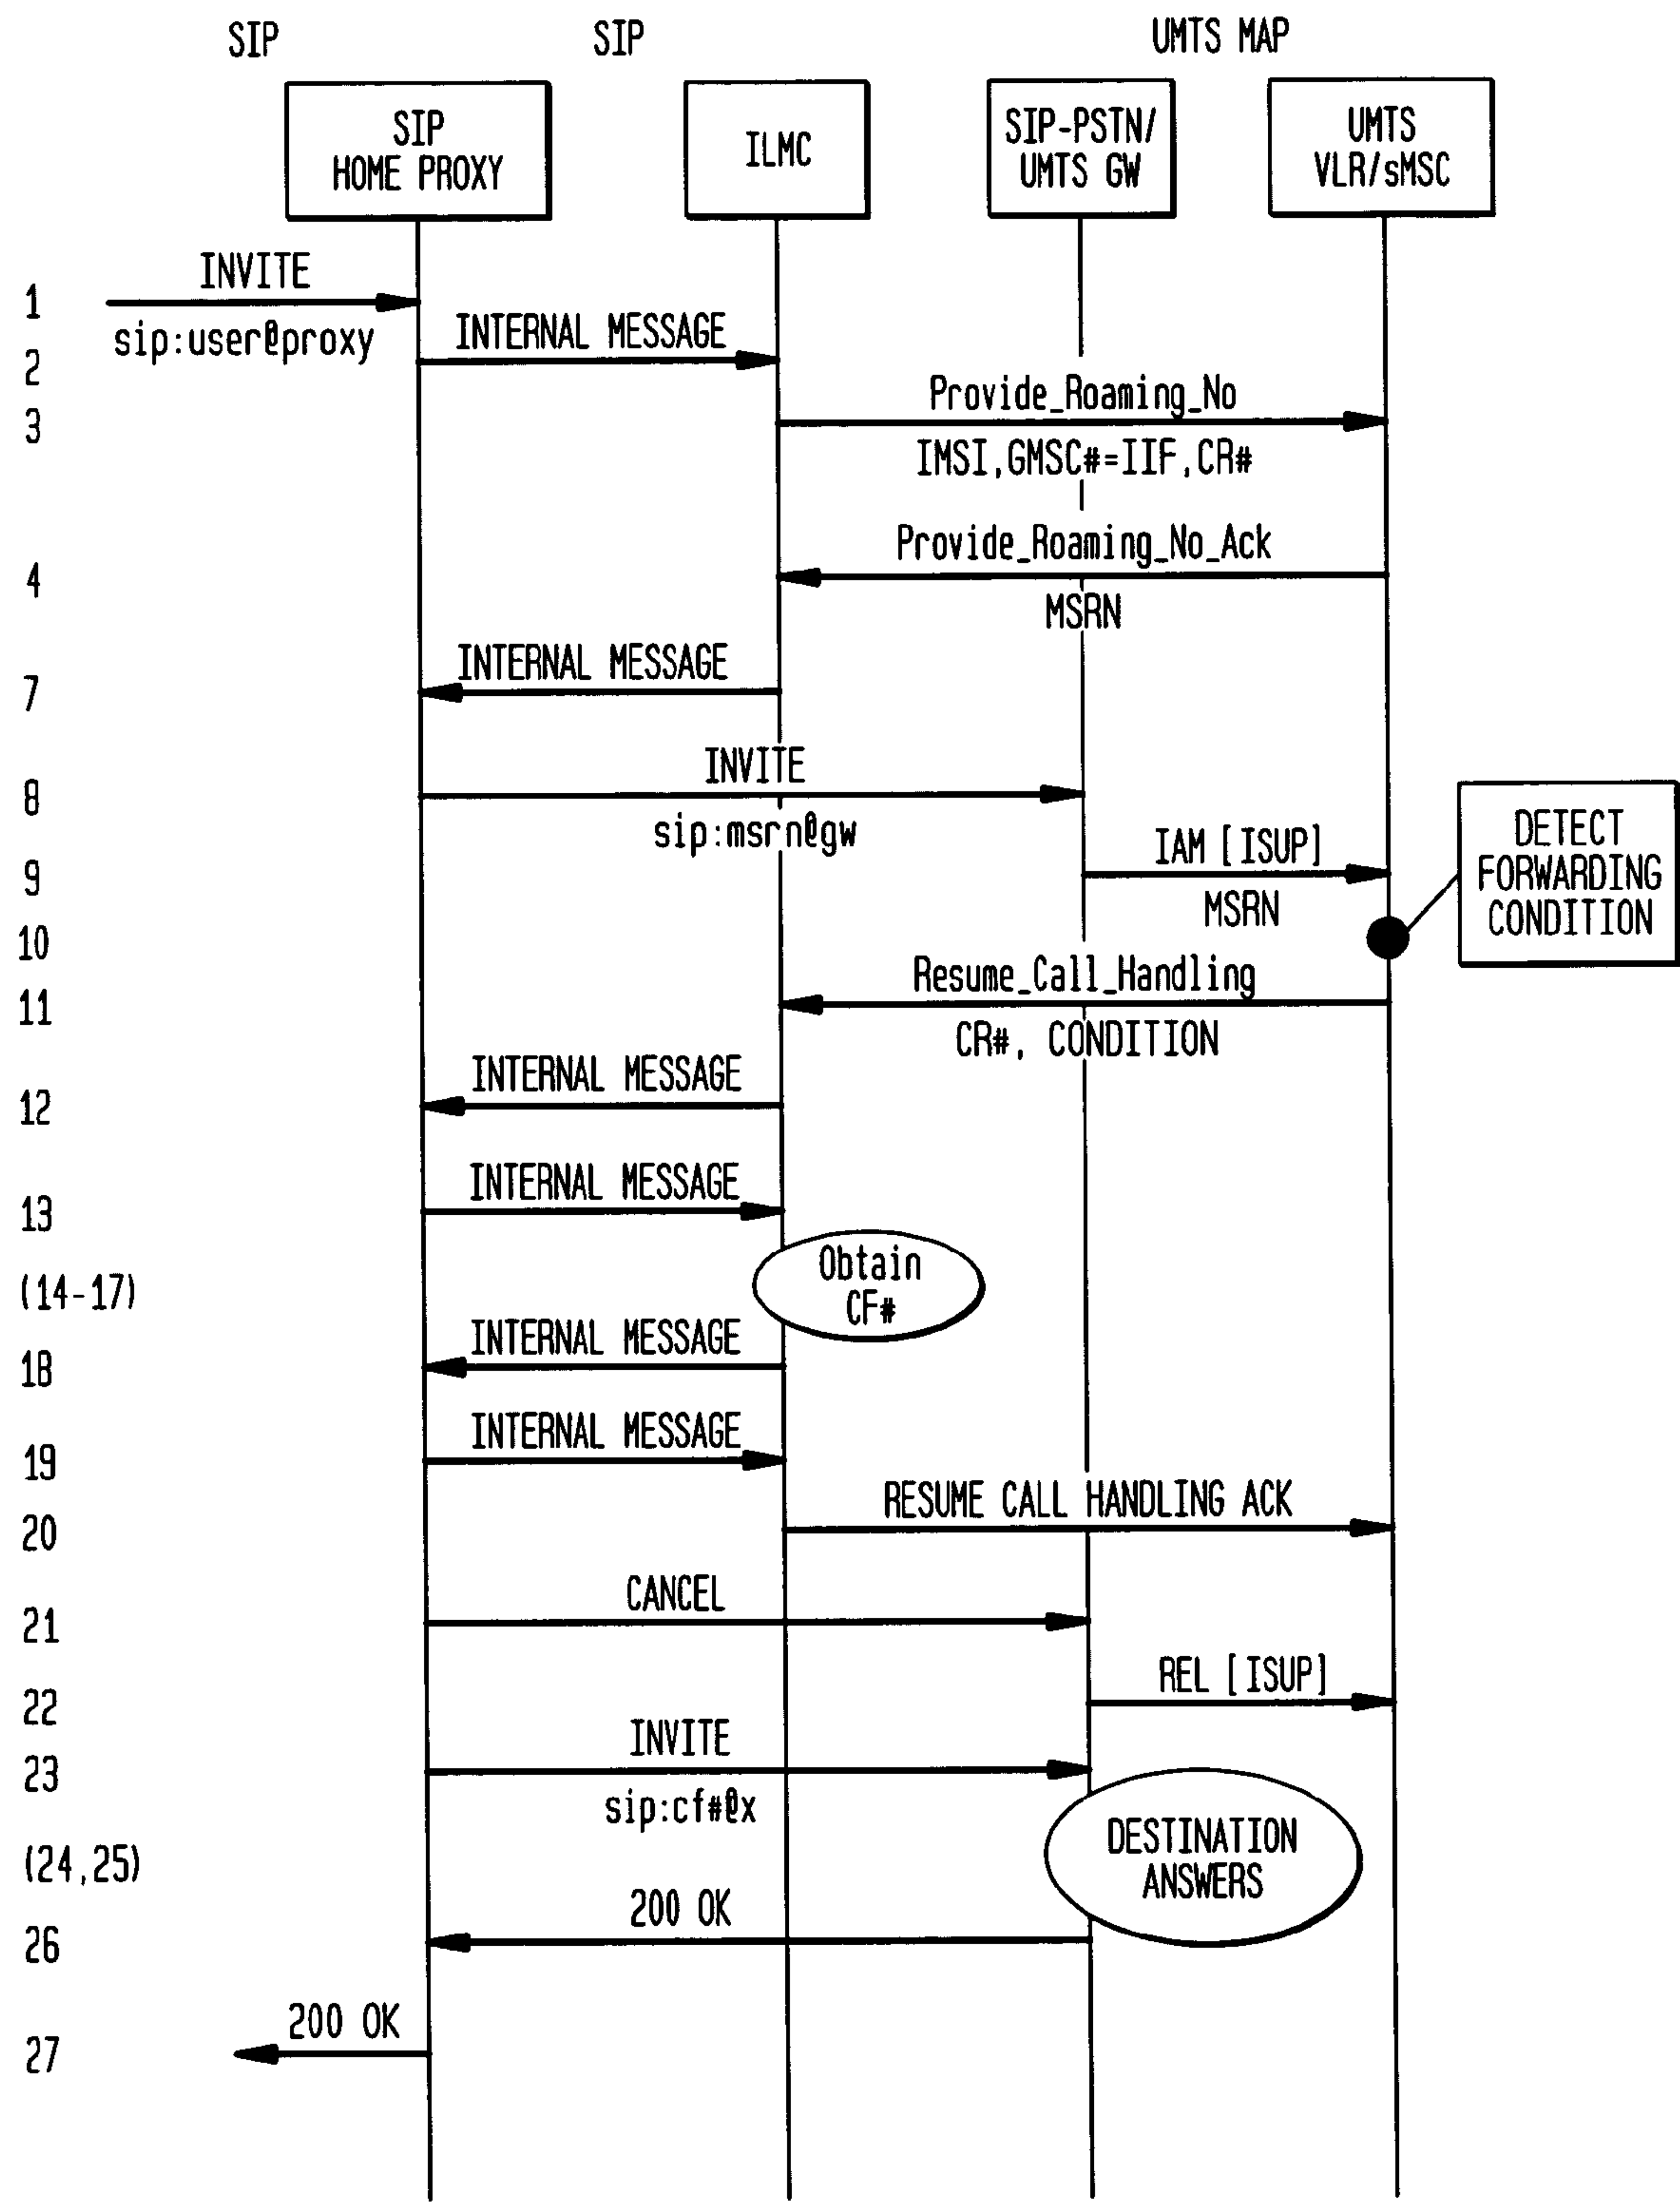 SIP
SIP
UMTS MAP
SIP
HOME PROXY
ILMC
SIP-PSTN/
UMTS GW
UMTS
VLR/sMSC
INVITE
1
sip:user@proxy
INTERNAL MESSAGE
2
Provide_Roaming_No
3
IMSI,GMSC#=IIF,CR#
Provide_Roaming_No_Ack
4
MSRN
INTERNAL MESSAGE
7
INVITE
8
sip:msrn@gw
IAM [ISUP]
9
MSRN
DETECT
FORWARDING
CONDITION
10
Resume_Call_Handling
11
CR#, CONDITION
INTERNAL MESSAGE
12
INTERNAL MESSAGE
13
Obtain
CF#
(14-17)
INTERNAL MESSAGE
18
INTERNAL MESSAGE
19
RESUME CALL HANDLING ACK
20
CANCEL
21
REL [ISUP]
22
INVITE
23
sip:cf#@x
DESTINATION
ANSWERS
(24,25)
200 OK
26
200 OK
27